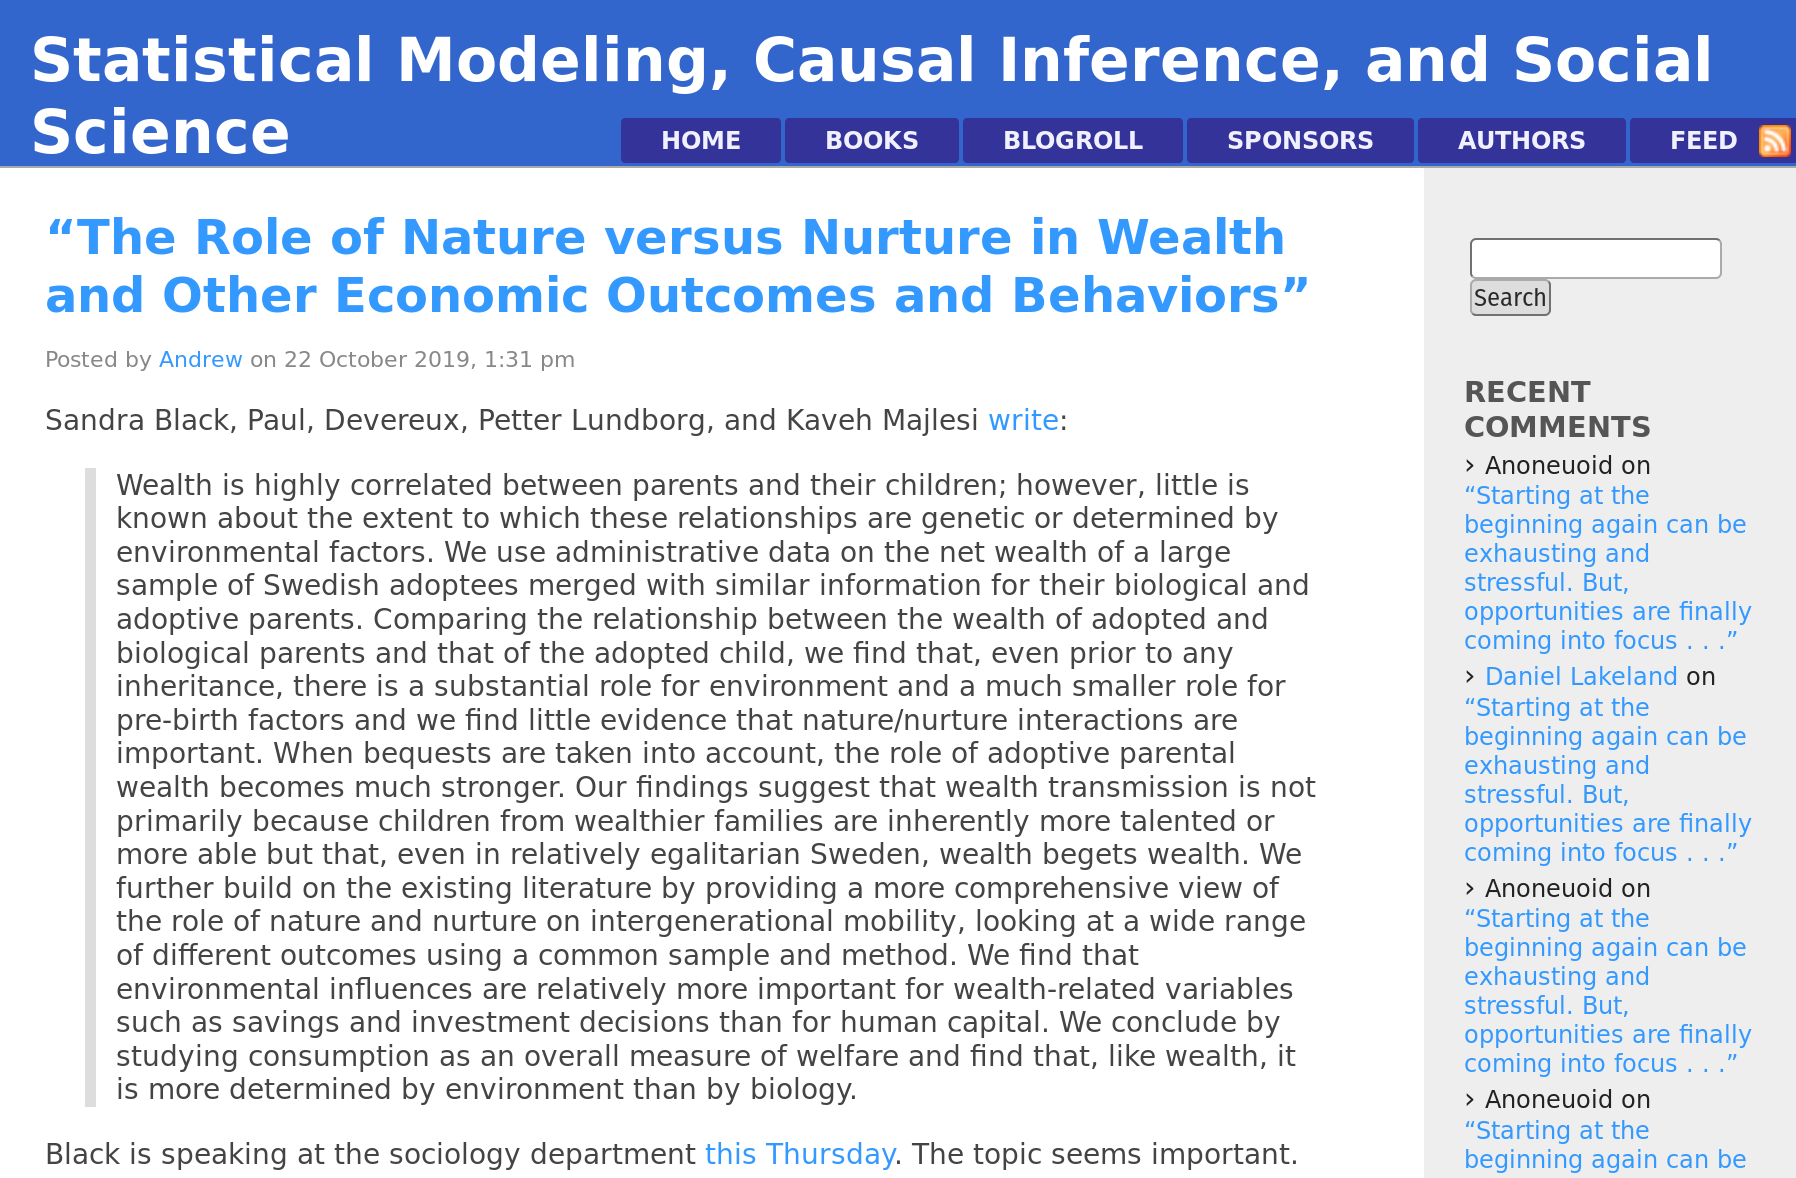 Statistical Modeling, Causal Inference, and Social
Science
HOME
BOOKS
BLOGROLL
SPONSORS
AUTHORS
FEED
“The Role of Nature versus Nurture in Wealth
and Other Economic Outcomes and Behaviors”
Posted by Andrew on 22 October 2019, 1:31 pm
Sandra Black, Paul, Devereux, Petter Lundborg, and Kaveh Majlesi write:
Wealth is highly correlated between parents and their children; however, little is
known about the extent to which these relationships are genetic or determined by
environmental factors. We use administrative data on the net wealth of a large
sample of Swedish adoptees merged with similar information for their biological and
adoptive parents. Comparing the relationship between the wealth of adopted and
biological parents and that of the adopted child, we find that, even prior to any
inheritance, there is a substantial role for environment and a much smaller role for
pre-birth factors and we find little evidence that nature/nurture interactions are
important. When bequests are taken into account, the role of adoptive parental
wealth becomes much stronger. Our findings suggest that wealth transmission is not
primarily because children from wealthier families are inherently more talented or
more able but that, even in relatively egalitarian Sweden, wealth begets wealth. We
further build on the existing literature by providing a more comprehensive view of
the role of nature and nurture on intergenerational mobility, looking at a wide range
of different outcomes using a common sample and method. We find that
environmental influences are relatively more important for wealth-related variables
such as savings and investment decisions than for human capital. We conclude by
studying consumption as an overall measure of welfare and find that, like wealth, it
is more determined by environment than by biology.
Black is speaking at the sociology department this Thursday. The topic seems important.
Search
RECENT
COMMENTS
› Anoneuoid on
“Starting at the
beginning again can be
exhausting and
stressful. But,
opportunities are finally
coming into focus . . .”
› Daniel Lakeland on
“Starting at the
beginning again can be
exhausting and
stressful. But,
opportunities are finally
coming into focus . . .”
› Anoneuoid on
“Starting at the
beginning again can be
exhausting and
stressful. But,
opportunities are finally
coming into focus . . .”
› Anoneuoid on
“Starting at the
beginning again can be